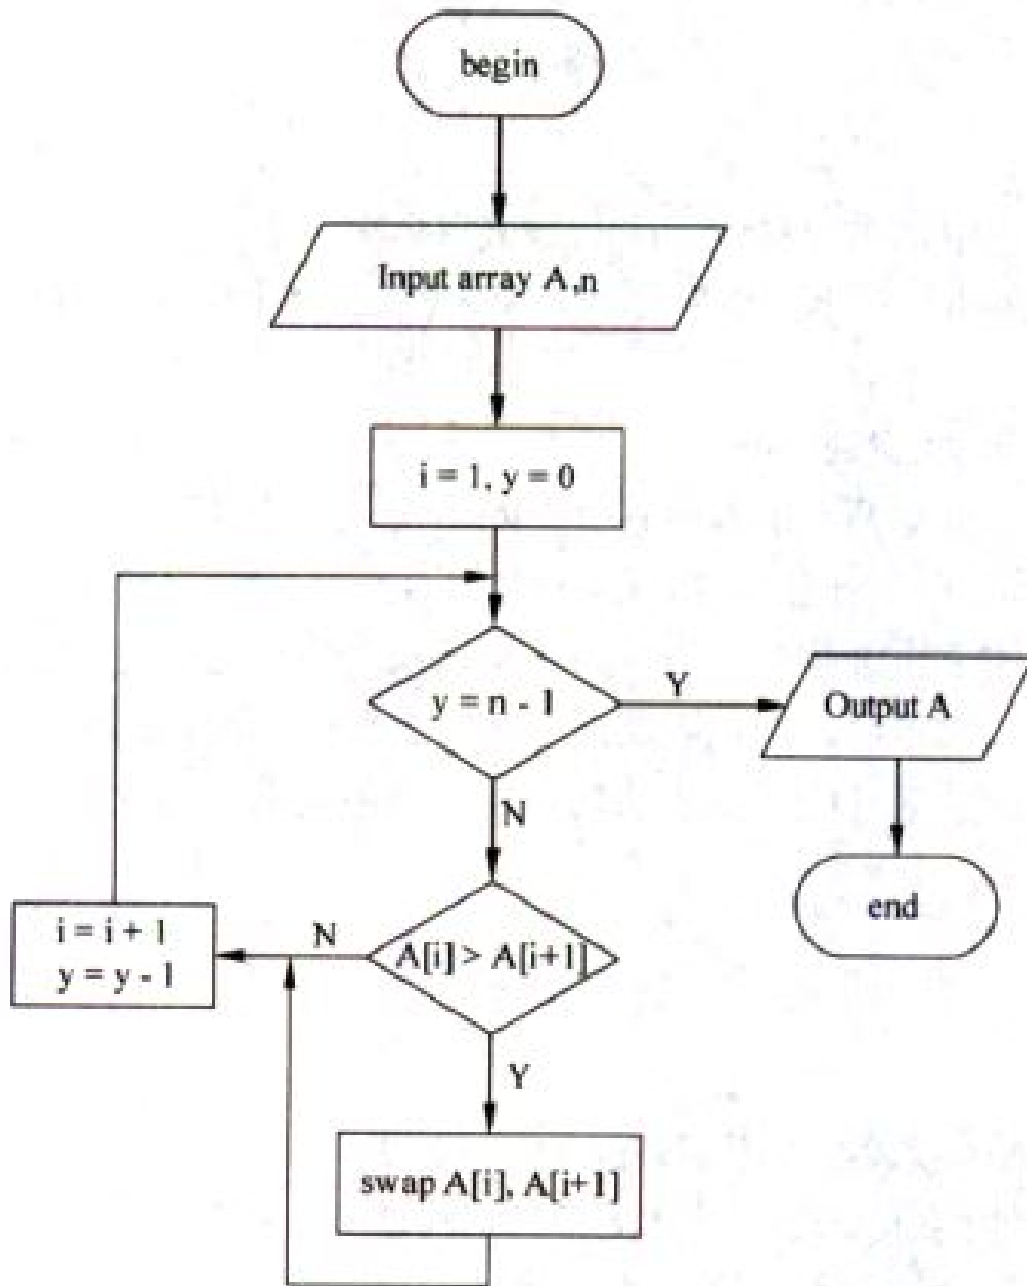 begin
Input array A,n
i = 1, y = 0
y = n - 1
Y
Output A
N
end
A[i] > A[i+1]
N
i = i + 1
y = y - 1
Y
swap A[i], A[i+1]